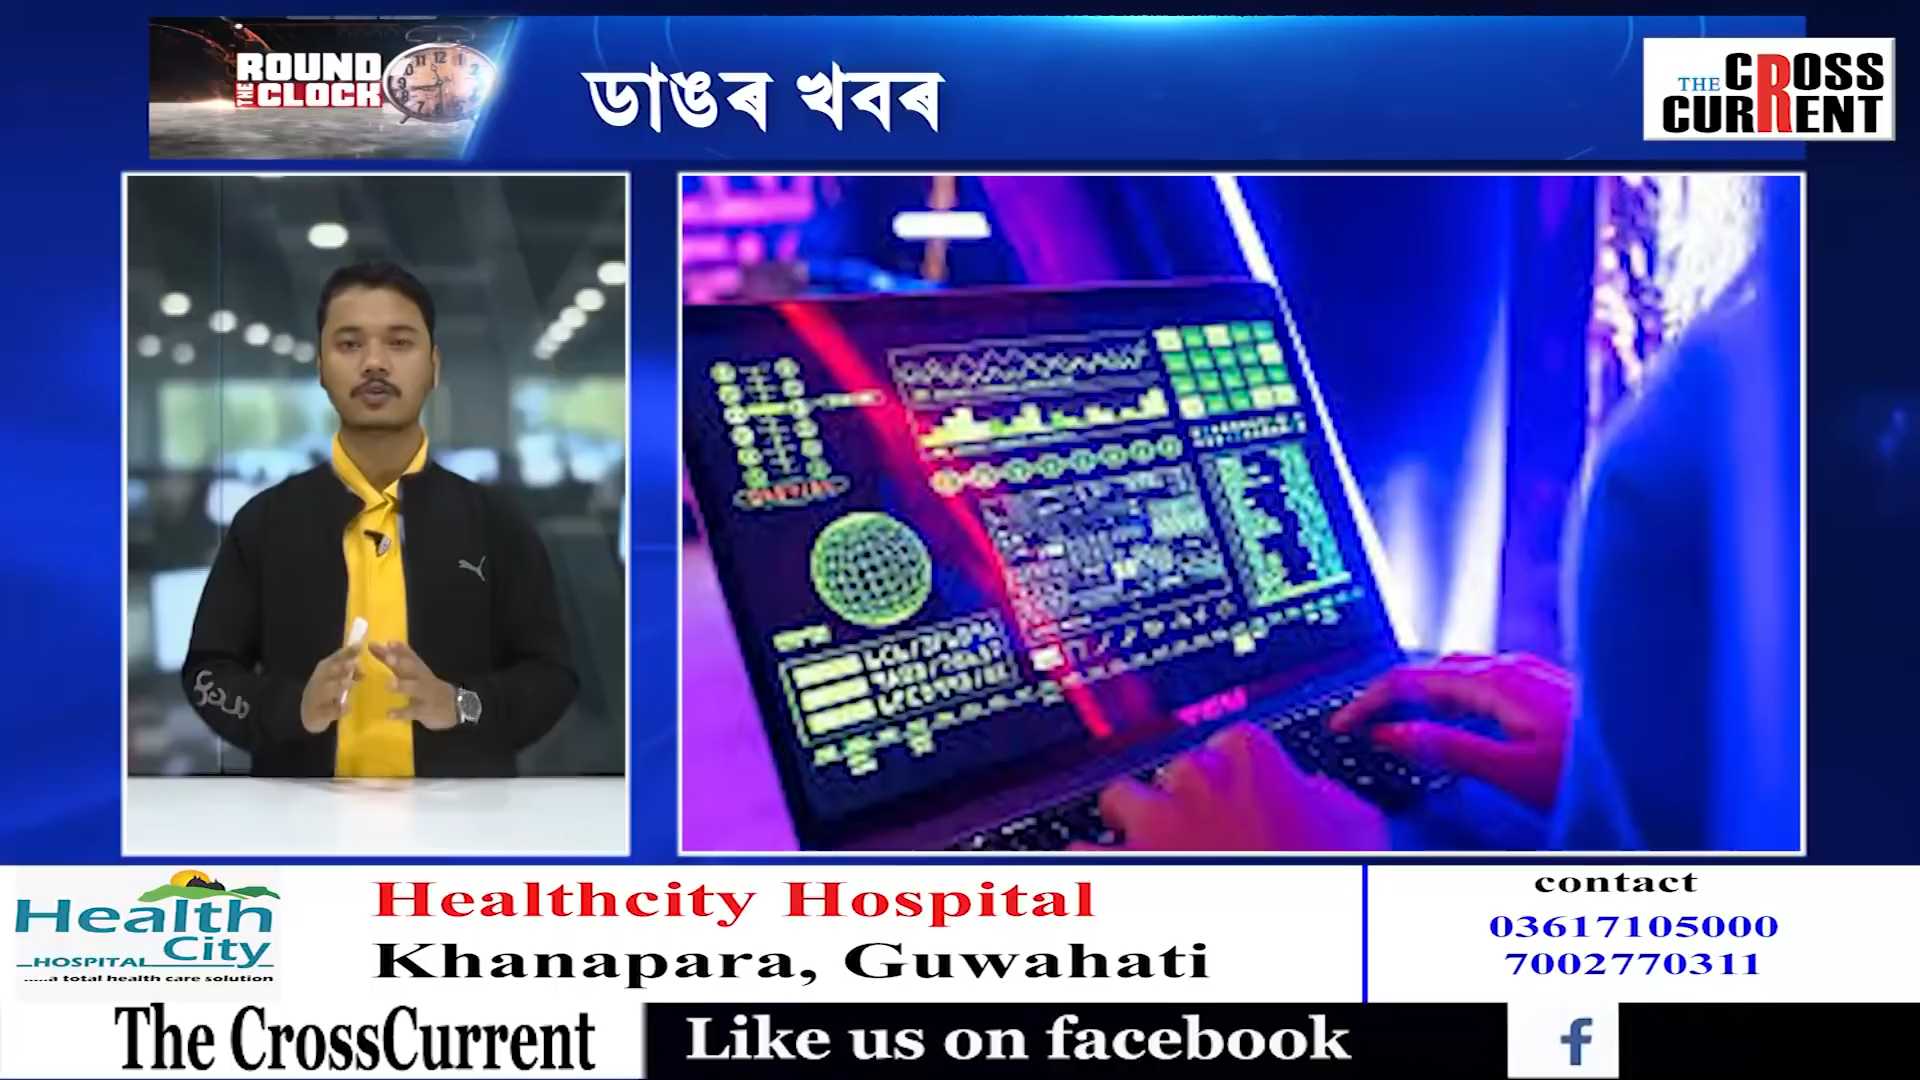 ROUND
THE CLOCK
ডাঙৰ খবৰ
THE CROSS
CURRENT
Health
City
HOSPITAL
.....a total health care solution
Healthcity Hospital
Khanapara, Guwahati
contact
03617105000
7002770311
The CrossCurrent
Like us on facebook
f